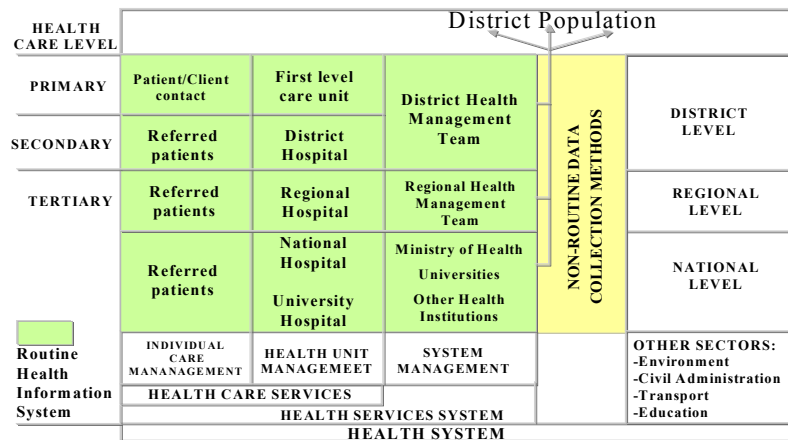 HEALTH
CARE LEVEL
District Population
PRIMARY
Patient/Client
contact
First level
care unit
District Health
Management
Team
DISTRICT
LEVEL
SECONDARY
Referred
patients
District
Hospital
TERTIARY
Referred
patients
Regional
Hospital
Regional Health
Management
Team
REGIONAL
LEVEL
Referred
patients
National
Hospital
University
Hospital
Ministry of Health
Universities
Other Health
Institutions
NATIONAL
LEVEL
NON-ROUTINE DATA
COLLECTION METHODS
Routine
Health
Information
System
INDIVIDUAL
CARE
MANANAGEMENT
HEALTH UNIT
MANAGEMEET
SYSTEM
MANAGEMENT
OTHER SECTORS:
-Environment
-Civil Administration
-Transport
-Education
HEALTH CARE SERVICES
HEALTH SERVICES SYSTEM
HEALTH SYSTEM